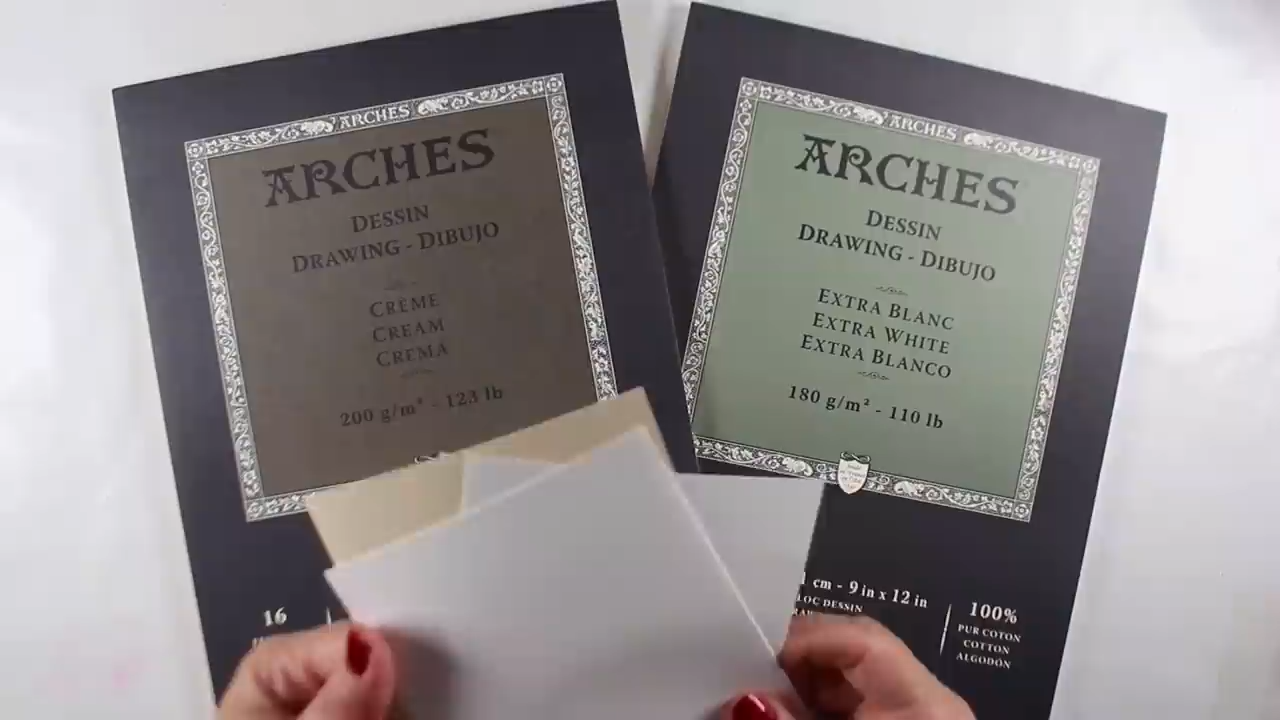 ARCHES
ARCHES
DESSIN
DRAWING - DIBUJO
CRÈME
CREAM
CREMA
200 g/m² - 123 lb
16
ARCHES
ARCHES
DESSIN
DRAWING - DIBUJO
EXTRA BLANC
EXTRA WHITE
EXTRA BLANCO
180 g/m² - 110 lb
cm - 9 in x 12 in
LOC DESSIN
100%
PUR COTON
COTTON
ALGODÓN